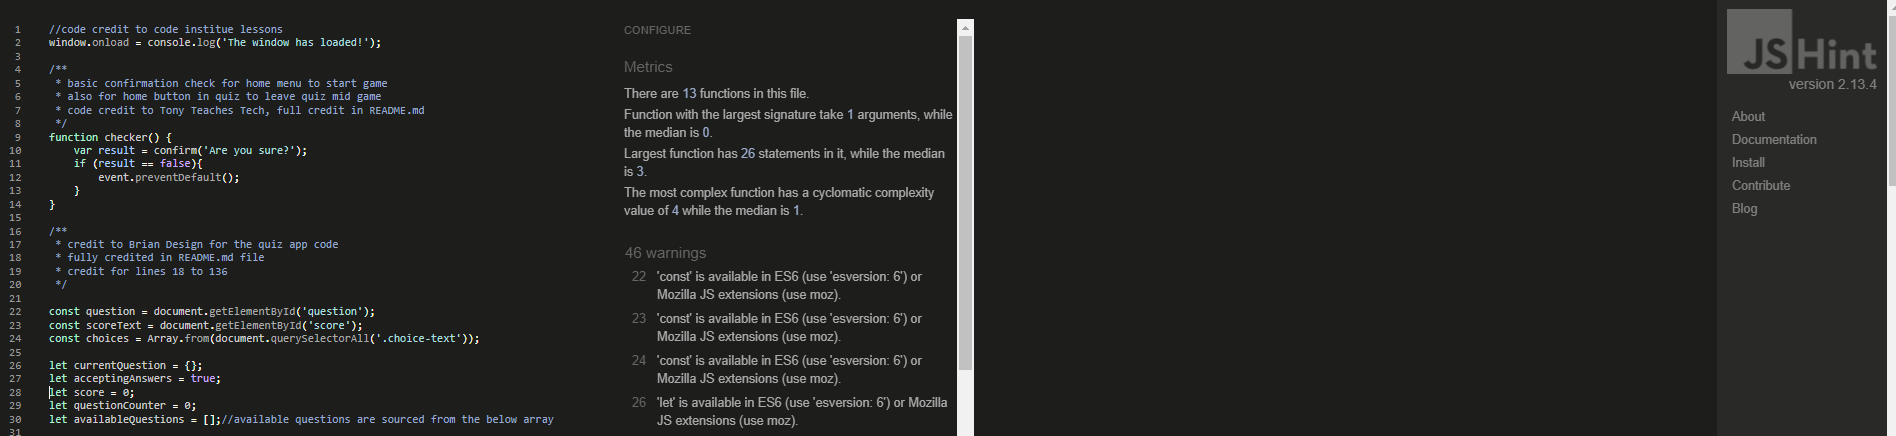 1 //code credit to code institue lessons
2 window.onload = console.log('The window has loaded!');
3
4 /**
5 * basic confirmation check for home menu to start game
6 * also for home button in quiz to leave quiz mid game
7 * code credit to Tony Teaches Tech, full credit in README.md
8 */
9 function checker() {
10 var result = confirm('Are you sure?');
11 if (result == false){
12 event.preventDefault();
13 }
14 }
15
16 /**
17 * credit to Brian Design for the quiz app code
18 * fully credited in README.md file
19 * credit for lines 18 to 136
20 */
21
22 const question = document.getElementById('question');
23 const scoreText = document.getElementById('score');
24 const choices = Array.from(document.querySelectorAll('.choice-text'));
25
26 let currentQuestion = {};
27 let acceptingAnswers = true;
28 let score = 0;
29 let questionCounter = 0;
30 let availableQuestions = [];//available questions are sourced from the below array
31
CONFIGURE
Metrics
There are 13 functions in this file.
Function with the largest signature take 1 arguments, while
the median is 0.
Largest function has 26 statements in it, while the median
is 3.
The most complex function has a cyclomatic complexity
value of 4 while the median is 1.
46 warnings
22 'const' is available in ES6 (use 'esversion: 6') or
Mozilla JS extensions (use moz).
23 'const' is available in ES6 (use 'esversion: 6') or
Mozilla JS extensions (use moz).
24 'const' is available in ES6 (use 'esversion: 6') or
Mozilla JS extensions (use moz).
26 'let' is available in ES6 (use 'esversion: 6') or Mozilla
JS extensions (use moz).
JSHint
version 2.13.4
About
Documentation
Install
Contribute
Blog